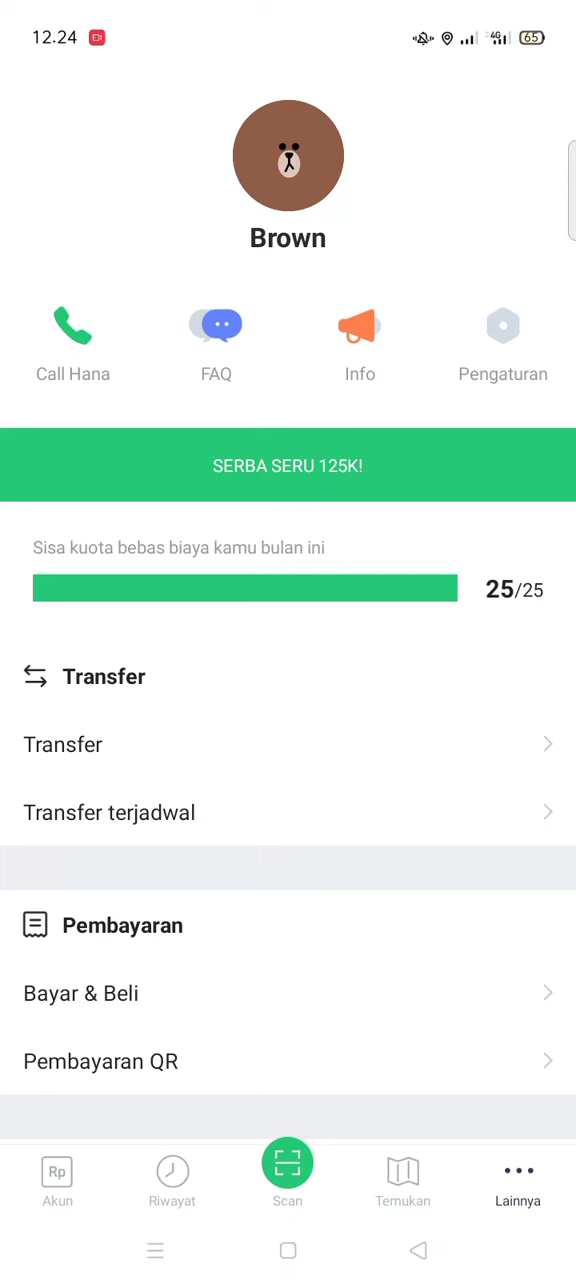 12.24
4G
65
Brown
Call Hana
FAQ
Info
Pengaturan
SERBA SERU 125K!
Sisa kuota bebas biaya kamu bulan ini
25/25
Transfer
Transfer
Transfer terjadwal
Pembayaran
Bayar & Beli
Pembayaran QR
Rp
Akun
Riwayat
Scan
Temukan
Lainnya